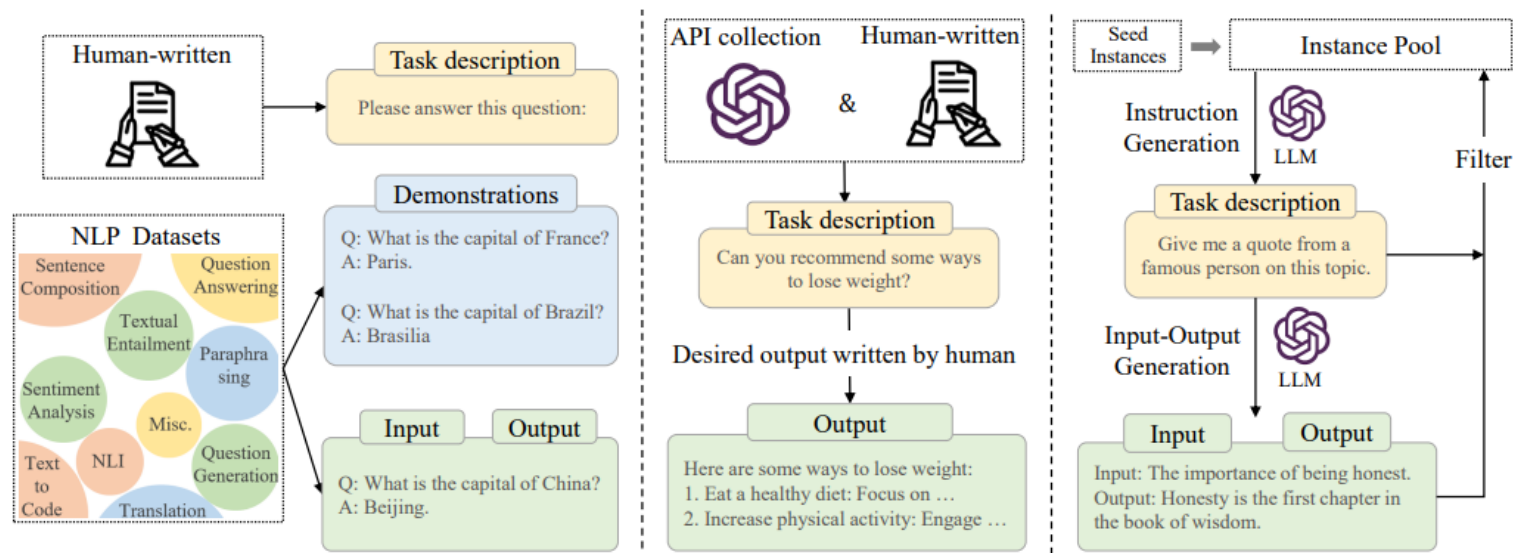 Human-written
Task description
Please answer this question:
Demonstrations
Q: What is the capital of France?
A: Paris.
Q: What is the capital of Brazil?
A: Brasilia
NLP Datasets
Sentence
Composition
Question
Answering
Textual
Entailment
Paraphra
sing
Sentiment
Analysis
Misc.
NLI
Question
Generation
Text
to
Code
Translation
Input
Output
Q: What is the capital of China?
A: Beijing.
API collection
&
Human-written
Task description
Can you recommend some ways
to lose weight?
Desired output written by human
Output
Here are some ways to lose weight:
1. Eat a healthy diet: Focus on …
2. Increase physical activity: Engage …
Seed
Instances
Instance Pool
Instruction
Generation
LLM
Filter
Task description
Give me a quote from a
famous person on this topic.
Input-Output
Generation
LLM
Input
Output
Input: The importance of being honest.
Output: Honesty is the first chapter in
the book of wisdom.